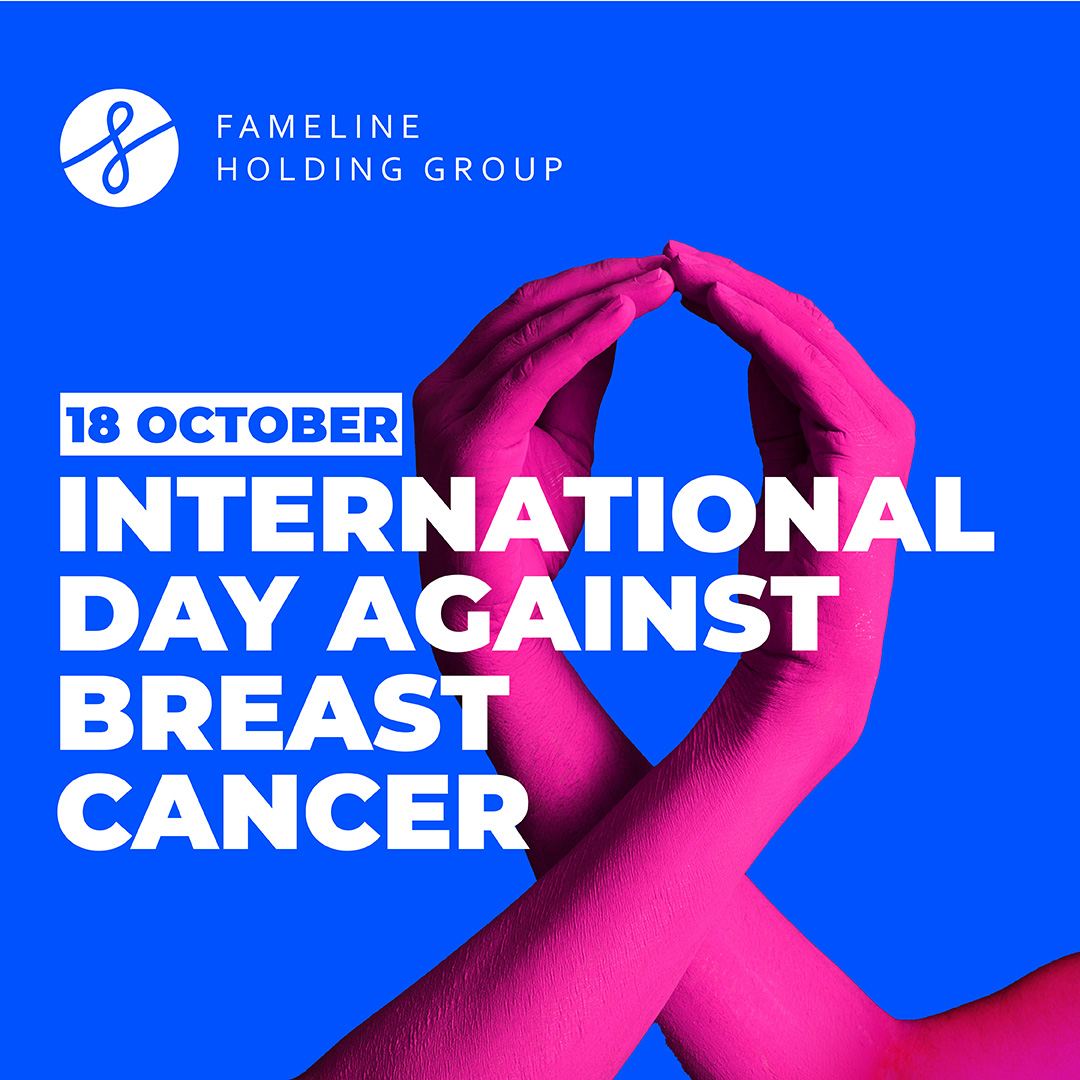 FAMELINE
HOLDING GROUP
18 OCTOBER
INTERNATIONAL
DAY AGAINST
BREAST
CANCER